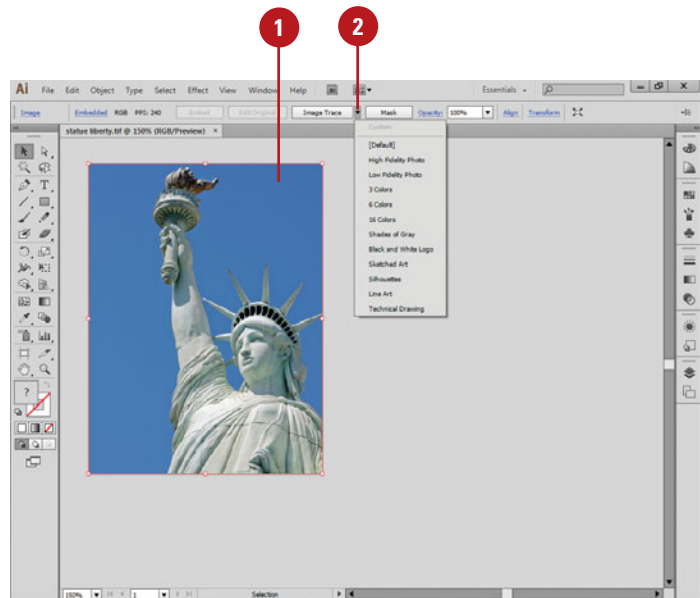 1 2
Ai File Edit Object Type Select Effect View Window Help Br Essentials
Image Embedded RGB PPI: 240 Embed Edit Original Image Trace Mask Opacity: 100% Align Transform
statue liberty.tif @ 150% (RGB/Preview) ×
Custom
[Default]
High Fidelity Photo
Low Fidelity Photo
3 Colors
6 Colors
16 Colors
Shades of Gray
Black and White Logo
Sketched Art
Silhouettes
Line Art
Technical Drawing
?
150% 1 Selection